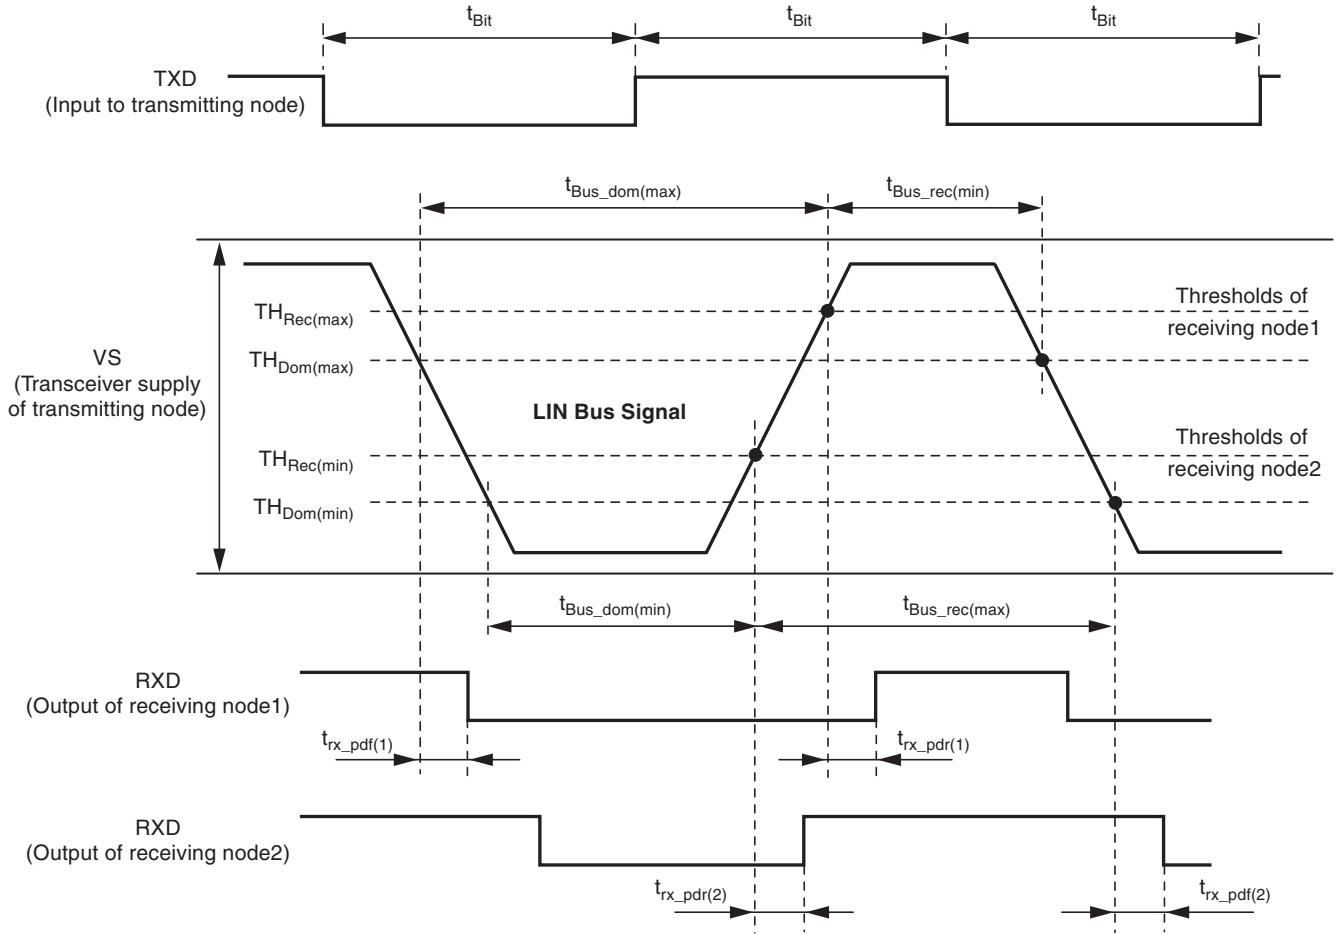 tBit
tBit
tBit
TXD
(Input to transmitting node)
tBus_dom(max)
tBus_rec(min)
THRec(max)
Thresholds of
receiving node1
VS
(Transceiver supply
of transmitting node)
THDom(max)
LIN Bus Signal
THRec(min)
Thresholds of
receiving node2
THDom(min)
tBus_dom(min)
tBus_rec(max)
RXD
(Output of receiving node1)
trx_pdf(1)
trx_pdr(1)
RXD
(Output of receiving node2)
trx_pdr(2)
trx_pdf(2)